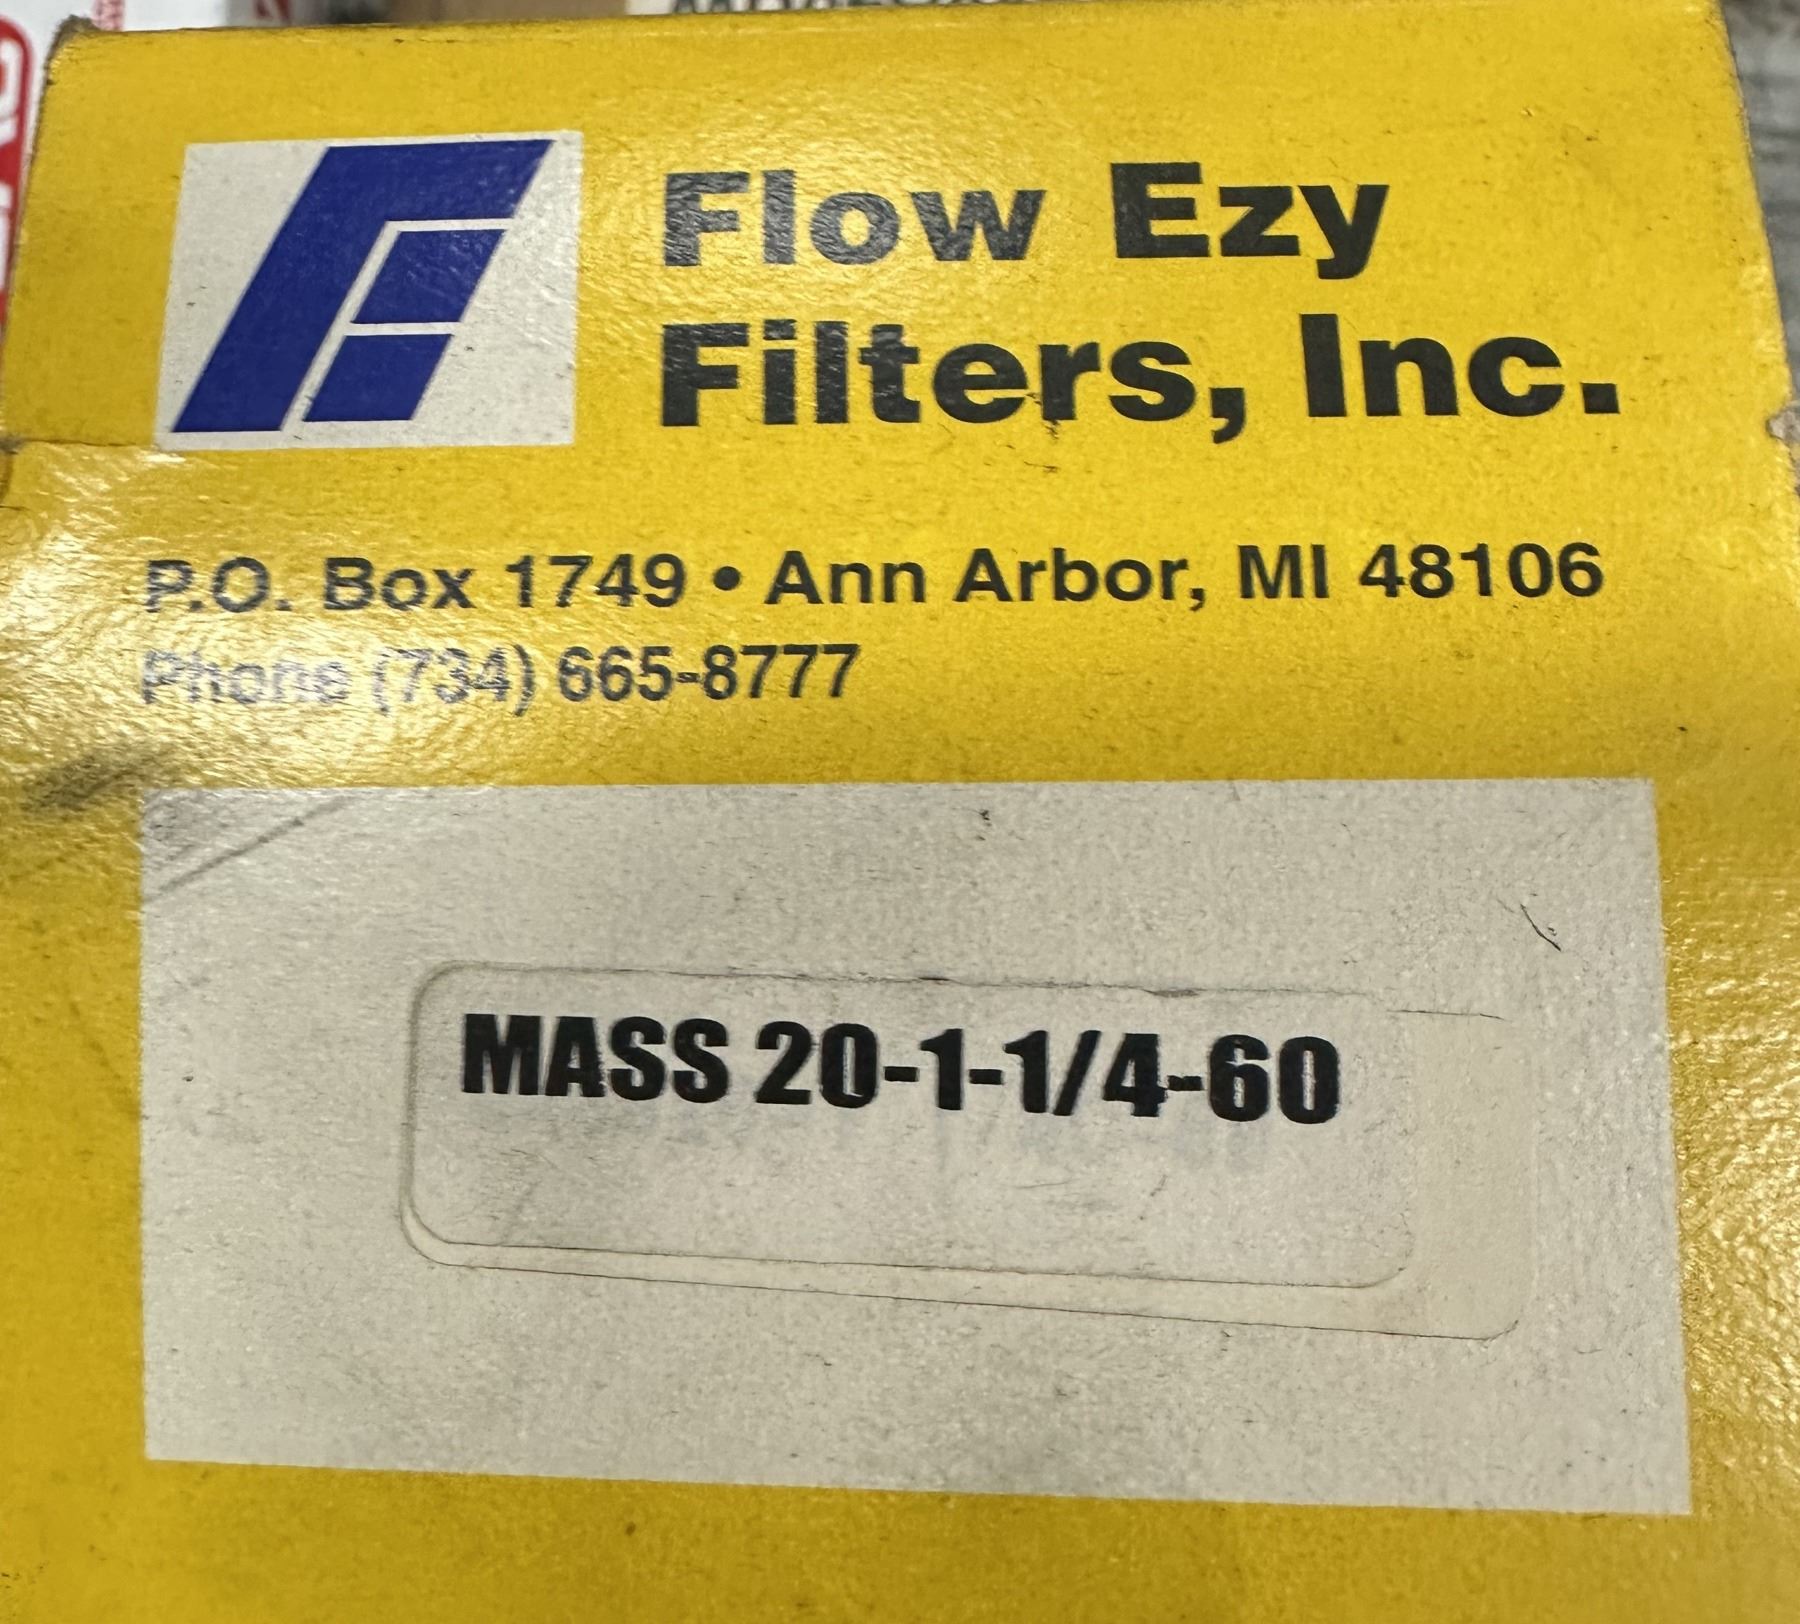 Flow Ezy
Filters, Inc.
P.O. Box 1749 • Ann Arbor, MI 48106
Phone (734) 665-8777
MASS 20-1-1/4-60